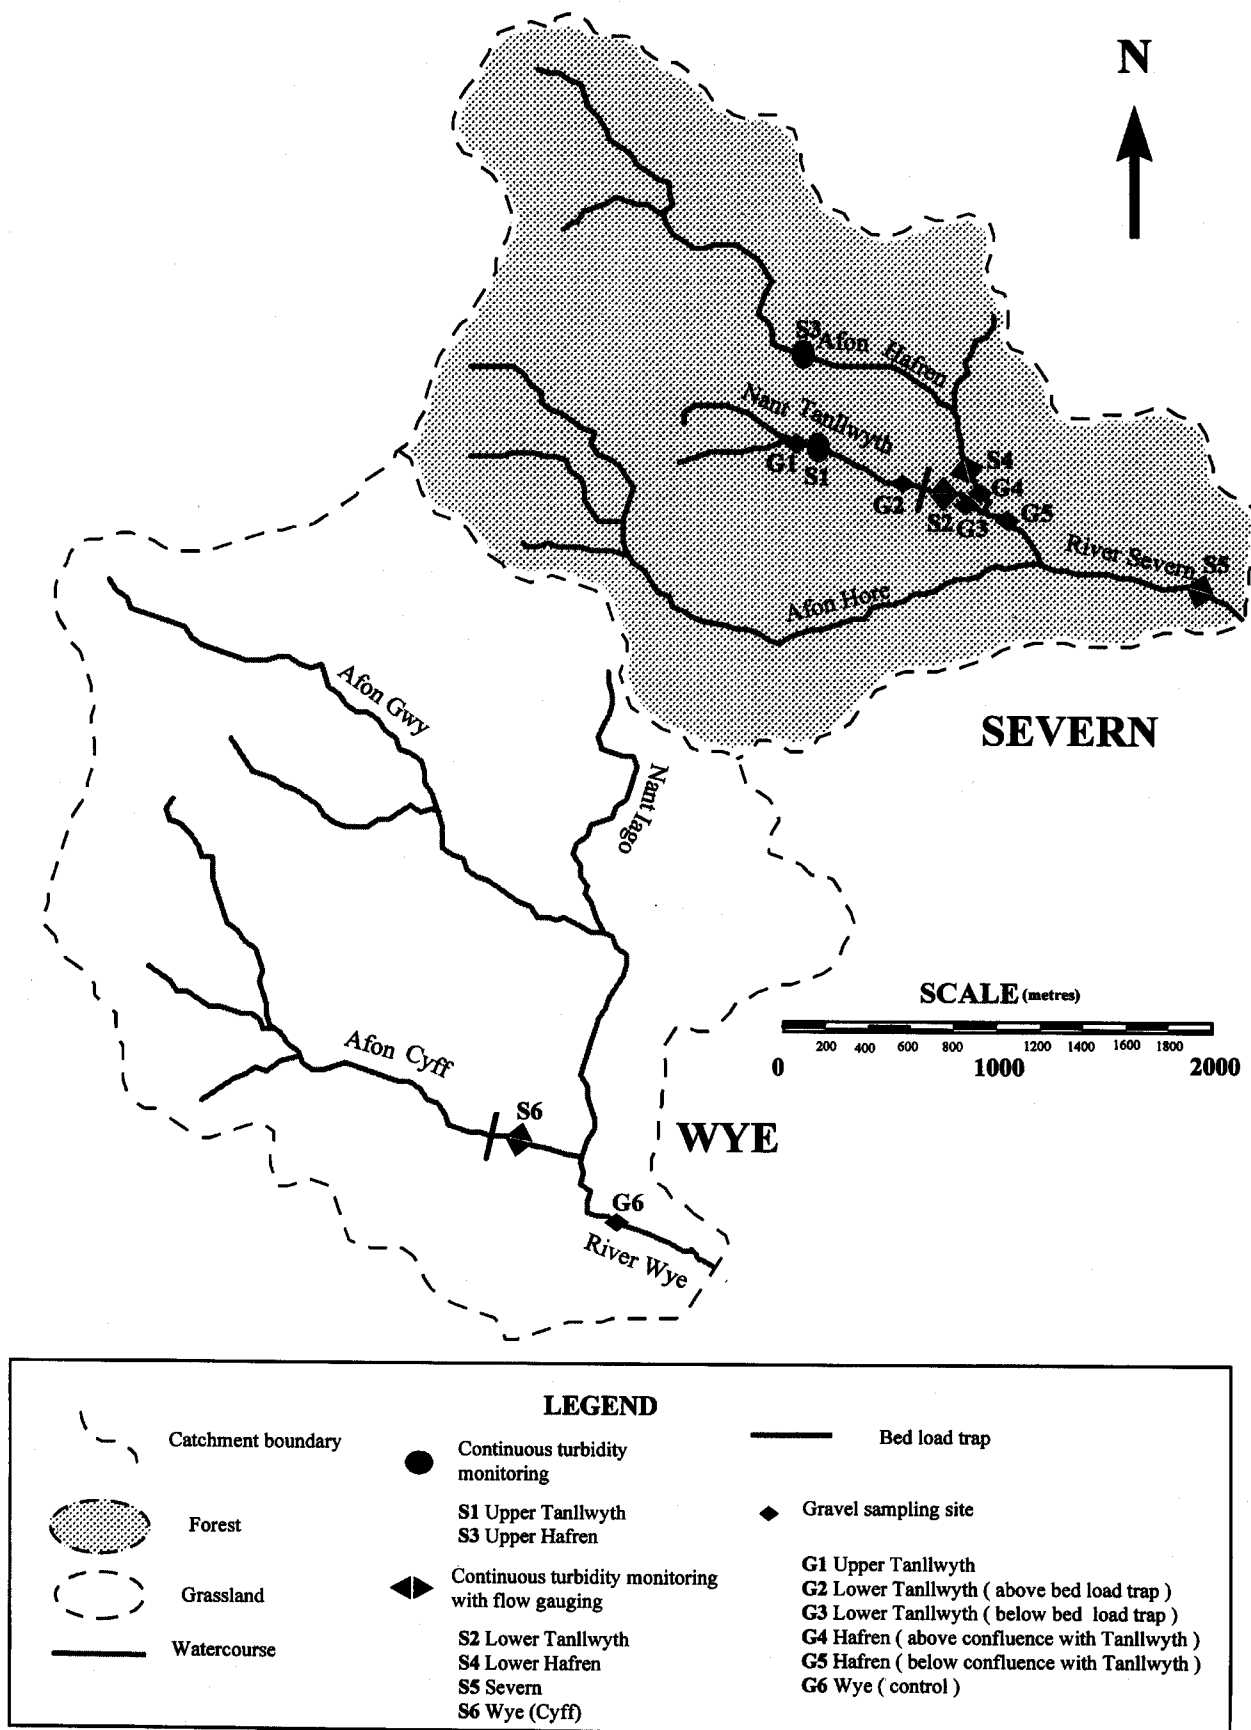 N
S3
Afon Hafren
Nant Tanllwyth
G1
S1
S4
G2
G4
S2
G3
G5
River Severn
S5
Afon Hore
Afon Gwy
SEVERN
Nant Iago
SCALE (metres)
200 400 600 800 1200 1400 1600 1800
0 1000 2000
Afon Cyff
S6
WYE
G6
River Wye
LEGEND
Catchment boundary
Forest
Grassland
Watercourse
Continuous turbidity
monitoring
S1 Upper Tanllwyth
S3 Upper Hafren
Continuous turbidity monitoring
with flow gauging
S2 Lower Tanllwyth
S4 Lower Hafren
S5 Severn
S6 Wye (Cyff)
Bed load trap
Gravel sampling site
G1 Upper Tanllwyth
G2 Lower Tanllwyth ( above bed load trap )
G3 Lower Tanllwyth ( below bed load trap )
G4 Hafren ( above confluence with Tanllwyth )
G5 Hafren ( below confluence with Tanllwyth )
G6 Wye ( control )